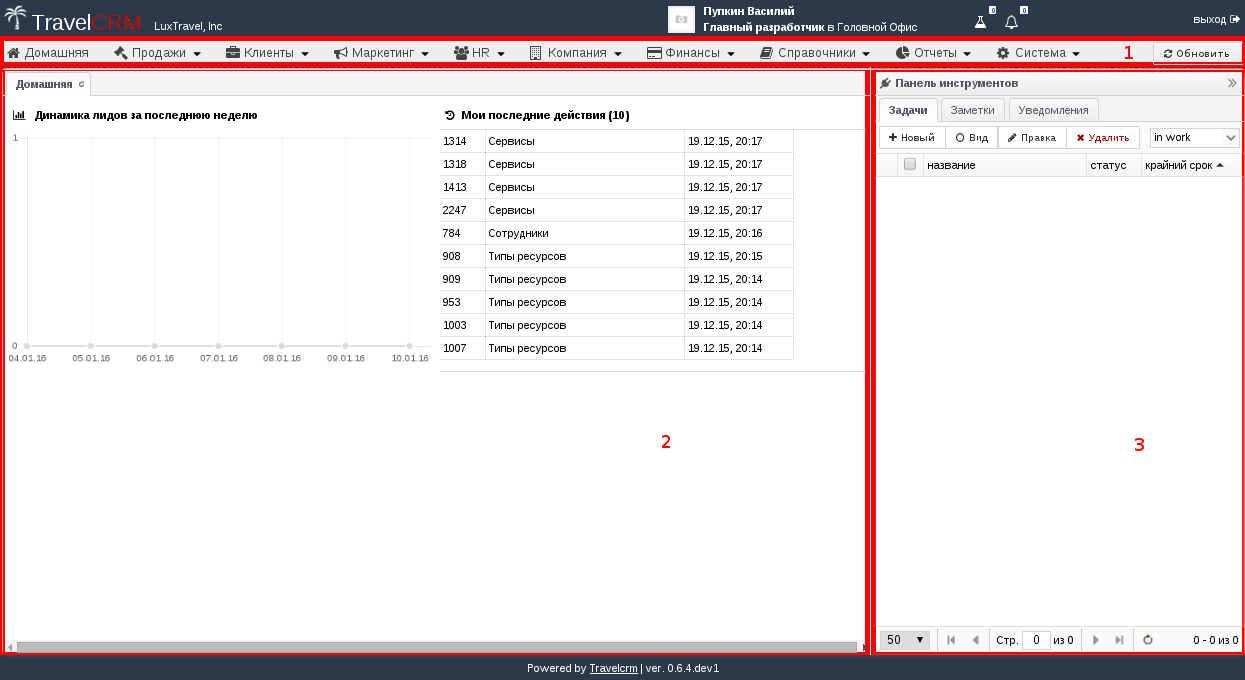 TravelCRM LuxTravel, Inc
Пупкин Василий
Главный разработчик в Головной Офис
0 0
выход
Домашняя Продажи Клиенты Маркетинг HR Компания Финансы Справочники Отчеты Система 1 Обновить
Домашняя
Динамика лидов за последнюю неделю
1
0
04.01.16 05.01.16 06.01.16 07.01.16 08.01.16 09.01.16 10.01.16
Мои последние действия (10)
1314 Сервисы 19.12.15, 20:17
1318 Сервисы 19.12.15, 20:17
1413 Сервисы 19.12.15, 20:17
2247 Сервисы 19.12.15, 20:17
784 Сотрудники 19.12.15, 20:16
908 Типы ресурсов 19.12.15, 20:15
909 Типы ресурсов 19.12.15, 20:14
953 Типы ресурсов 19.12.15, 20:14
1003 Типы ресурсов 19.12.15, 20:14
1007 Типы ресурсов 19.12.15, 20:14
2
Панель инструментов
Задачи Заметки Уведомления
Новый Вид Правка Удалить in work
название статус крайний срок
3
50 Стр. 0 из 0 0 - 0 из 0
Powered by Travelcrm | ver. 0.6.4.dev1